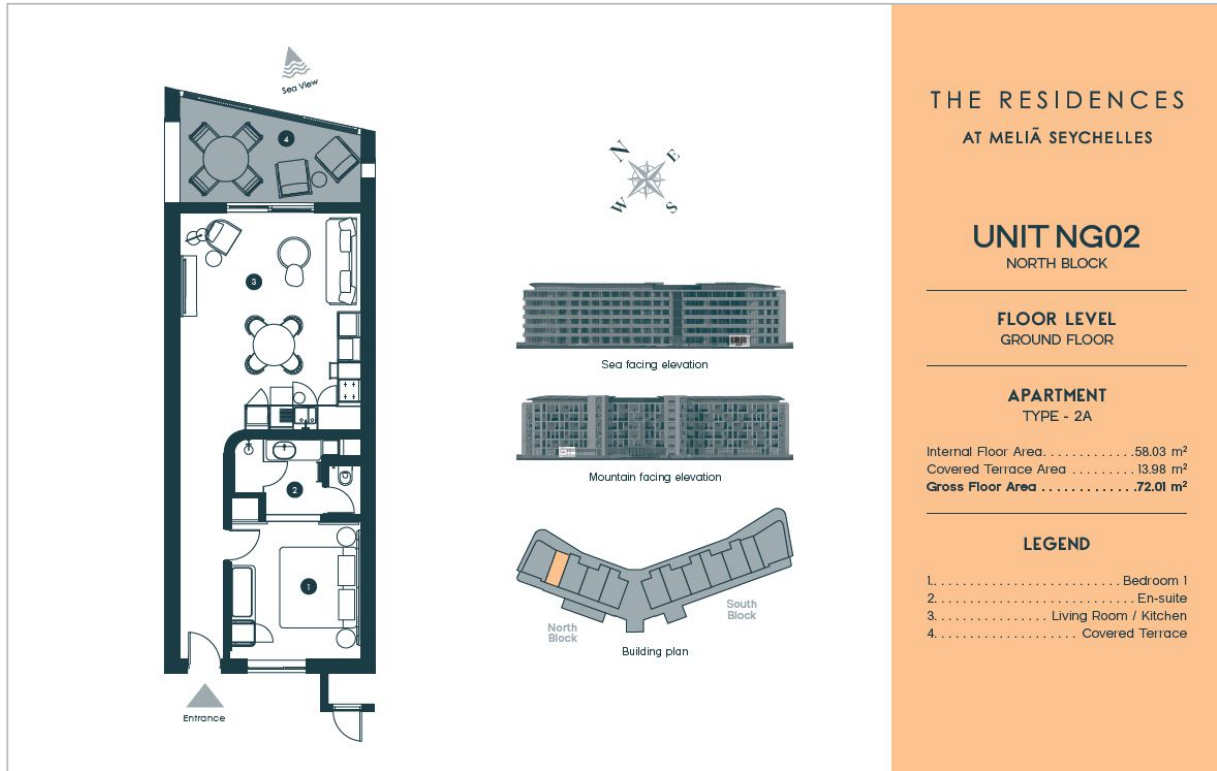 Sea View
4
3
2
1
Entrance
N
E
W
S
Sea facing elevation
Mountain facing elevation
North
Block
South
Block
Building plan
THE RESIDENCES
AT MELIÃ SEYCHELLES
UNIT NG02
NORTH BLOCK
FLOOR LEVEL
GROUND FLOOR
APARTMENT
TYPE - 2A
Internal Floor Area. . . . . . . . . . . . .58.03 m²
Covered Terrace Area . . . . . . . . . 13.98 m²
Gross Floor Area . . . . . . . . . . . . .72.01 m²
LEGEND
1. . . . . . . . . . . . . . . . . . . . . . . . . . Bedroom 1
2. . . . . . . . . . . . . . . . . . . . . . . . . . . En-suite
3. . . . . . . . . . . . . . . Living Room / Kitchen
4. . . . . . . . . . . . . . . . . . . Covered Terrace